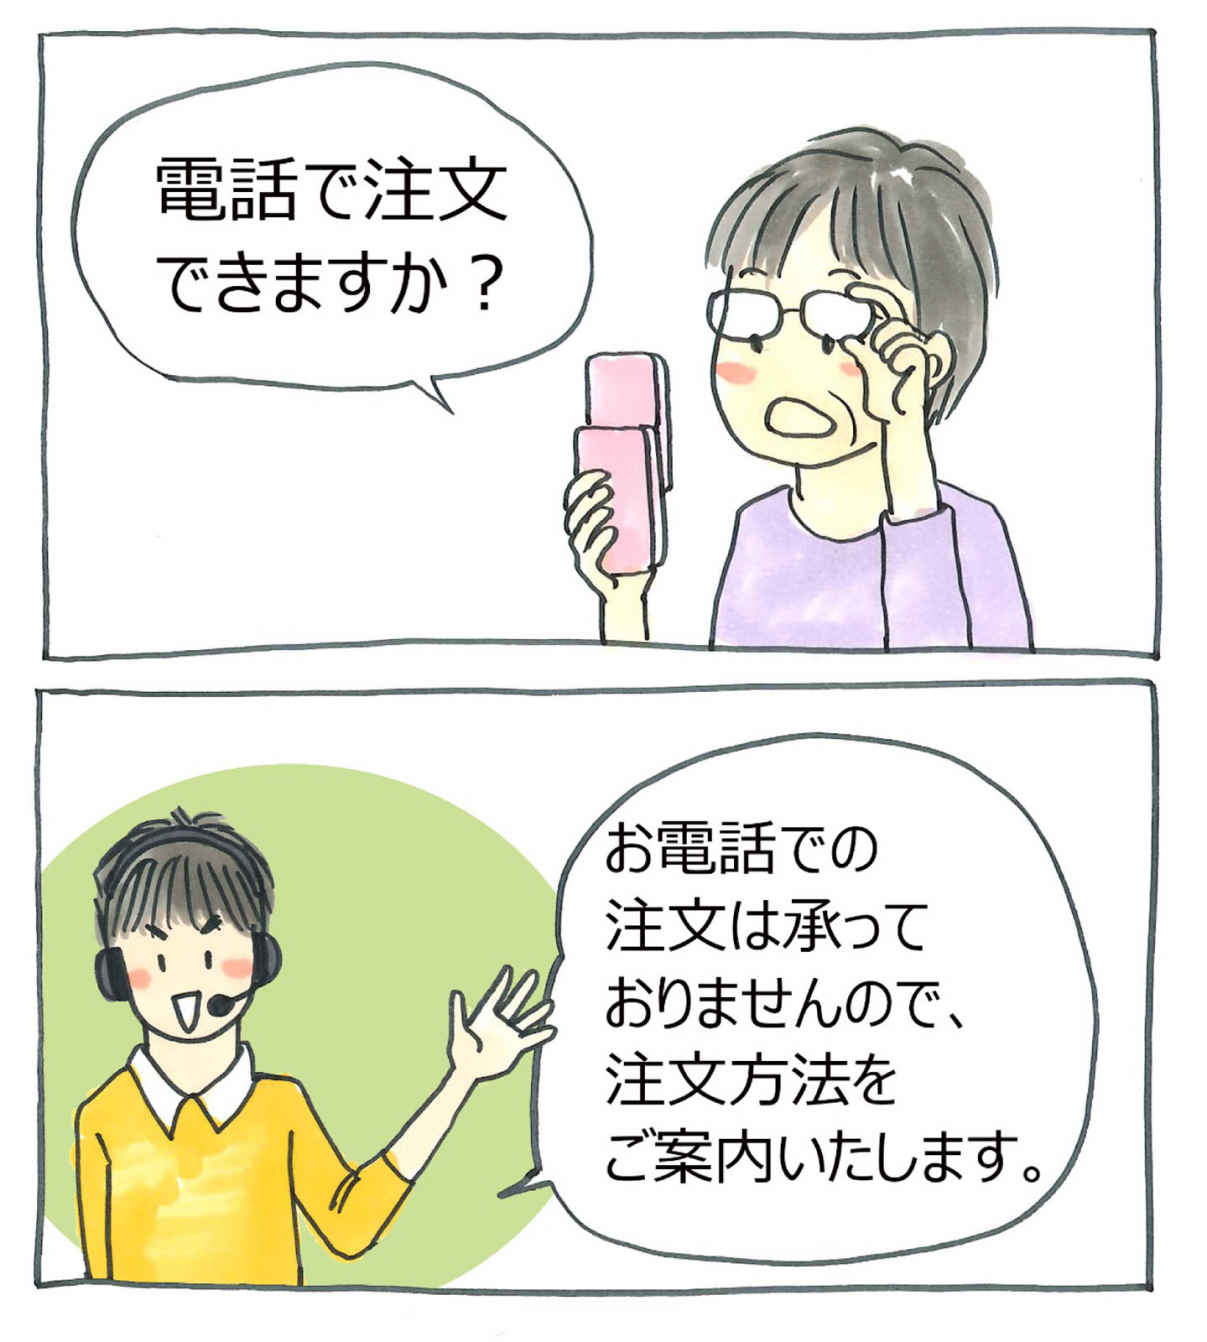 電話で注文
できますか？
お電話での
注文は承って
おりませんので、
注文方法を
ご案内いたします。